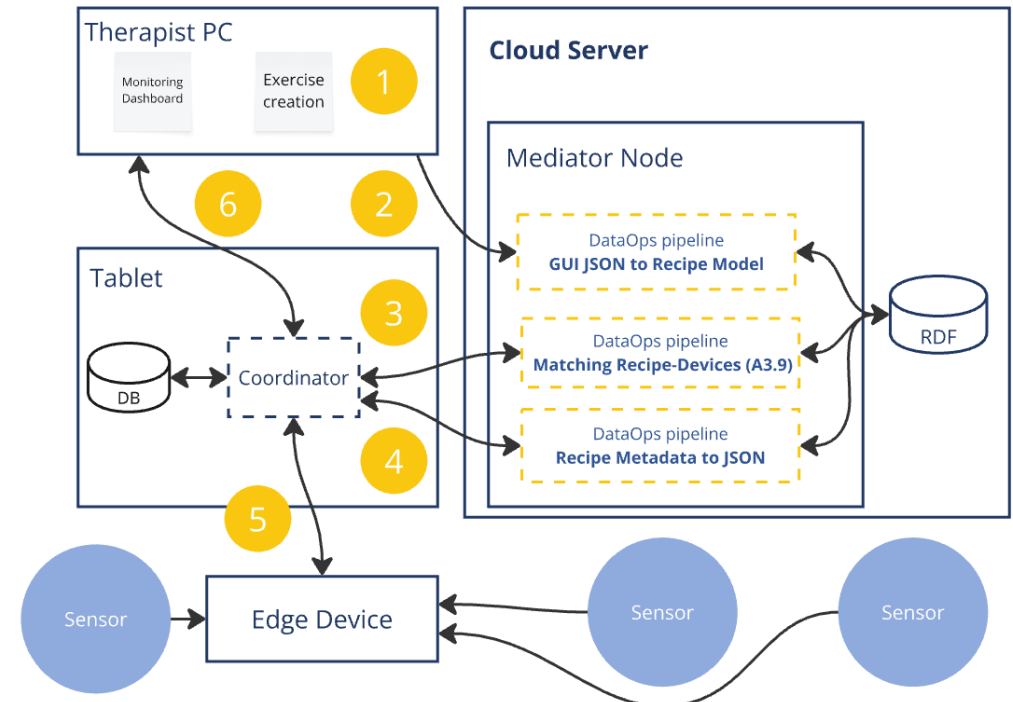 Therapist PC
Monitoring
Dashboard
Exercise
creation
1
Cloud Server
Mediator Node
6
2
DataOps pipeline
GUI JSON to Recipe Model
Tablet
3
DataOps pipeline
Matching Recipe-Devices (A3.9)
RDF
Coordinator
DB
4
DataOps pipeline
Recipe Metadata to JSON
5
Sensor
Edge Device
Sensor
Sensor